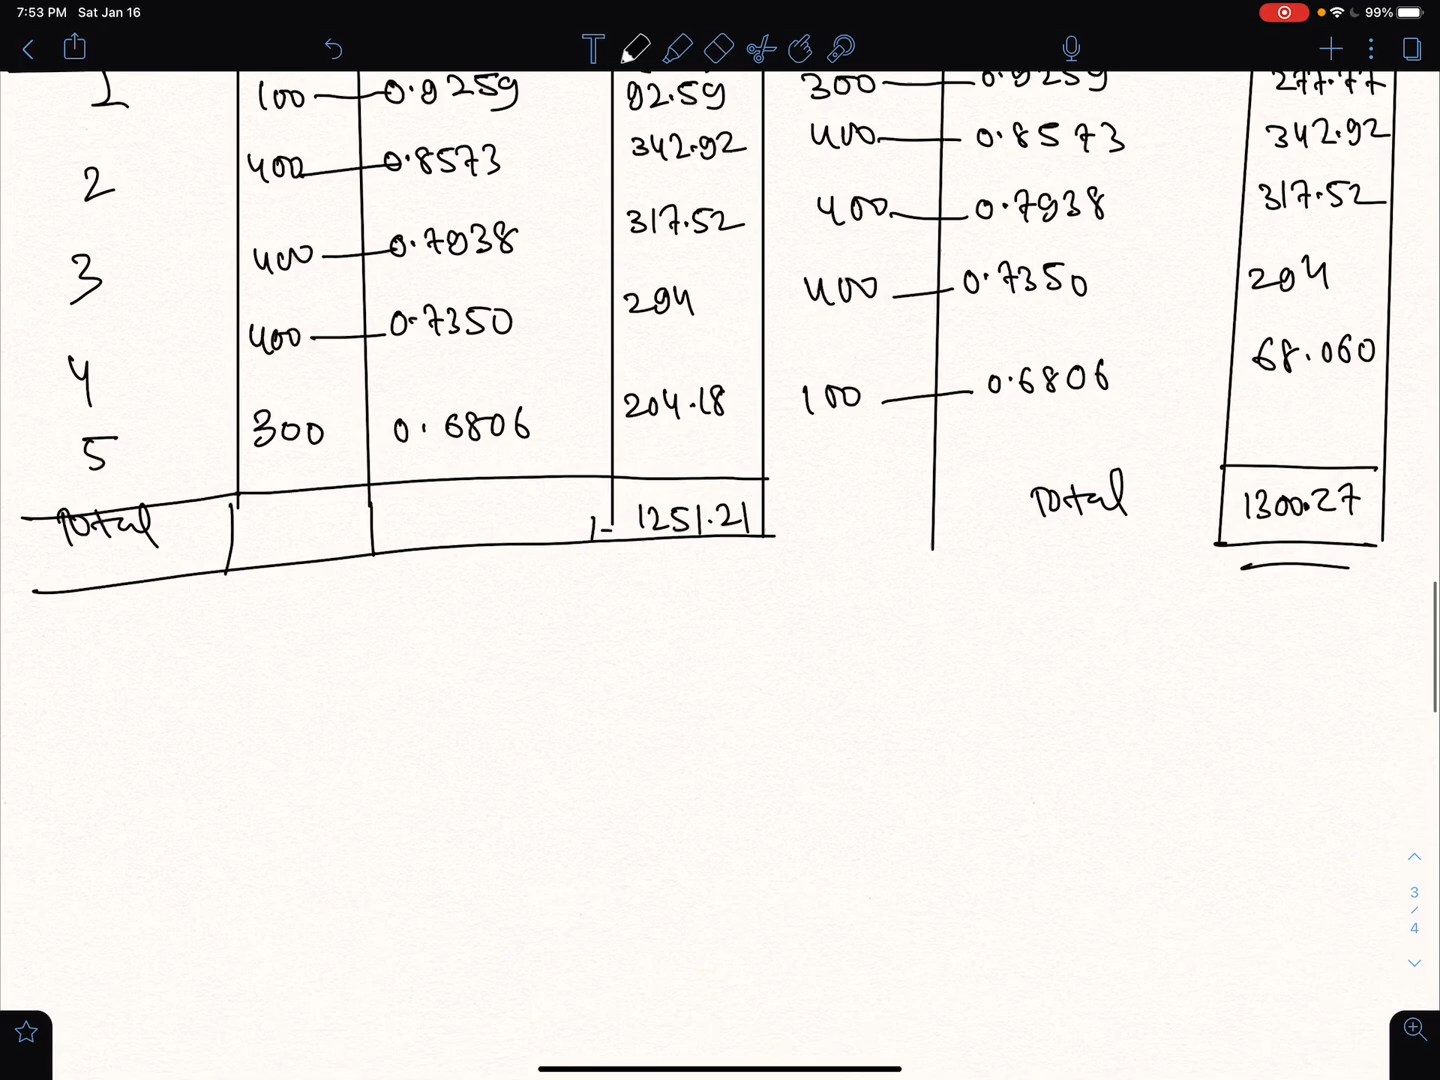 7:53 PM Sat Jan 16 99%
T
1 100 0.9259 92.59 300 0.9259 277.77
2 400 0.8573 342.92 400 0.8573 342.92
3 400 0.7938 317.52 400 0.7938 317.52
4 400 0.7350 294 400 0.7350 294
5 300 0.6806 204.18 100 0.6806 68.060
Total 1251.21 Total 1300.27
3
/
4